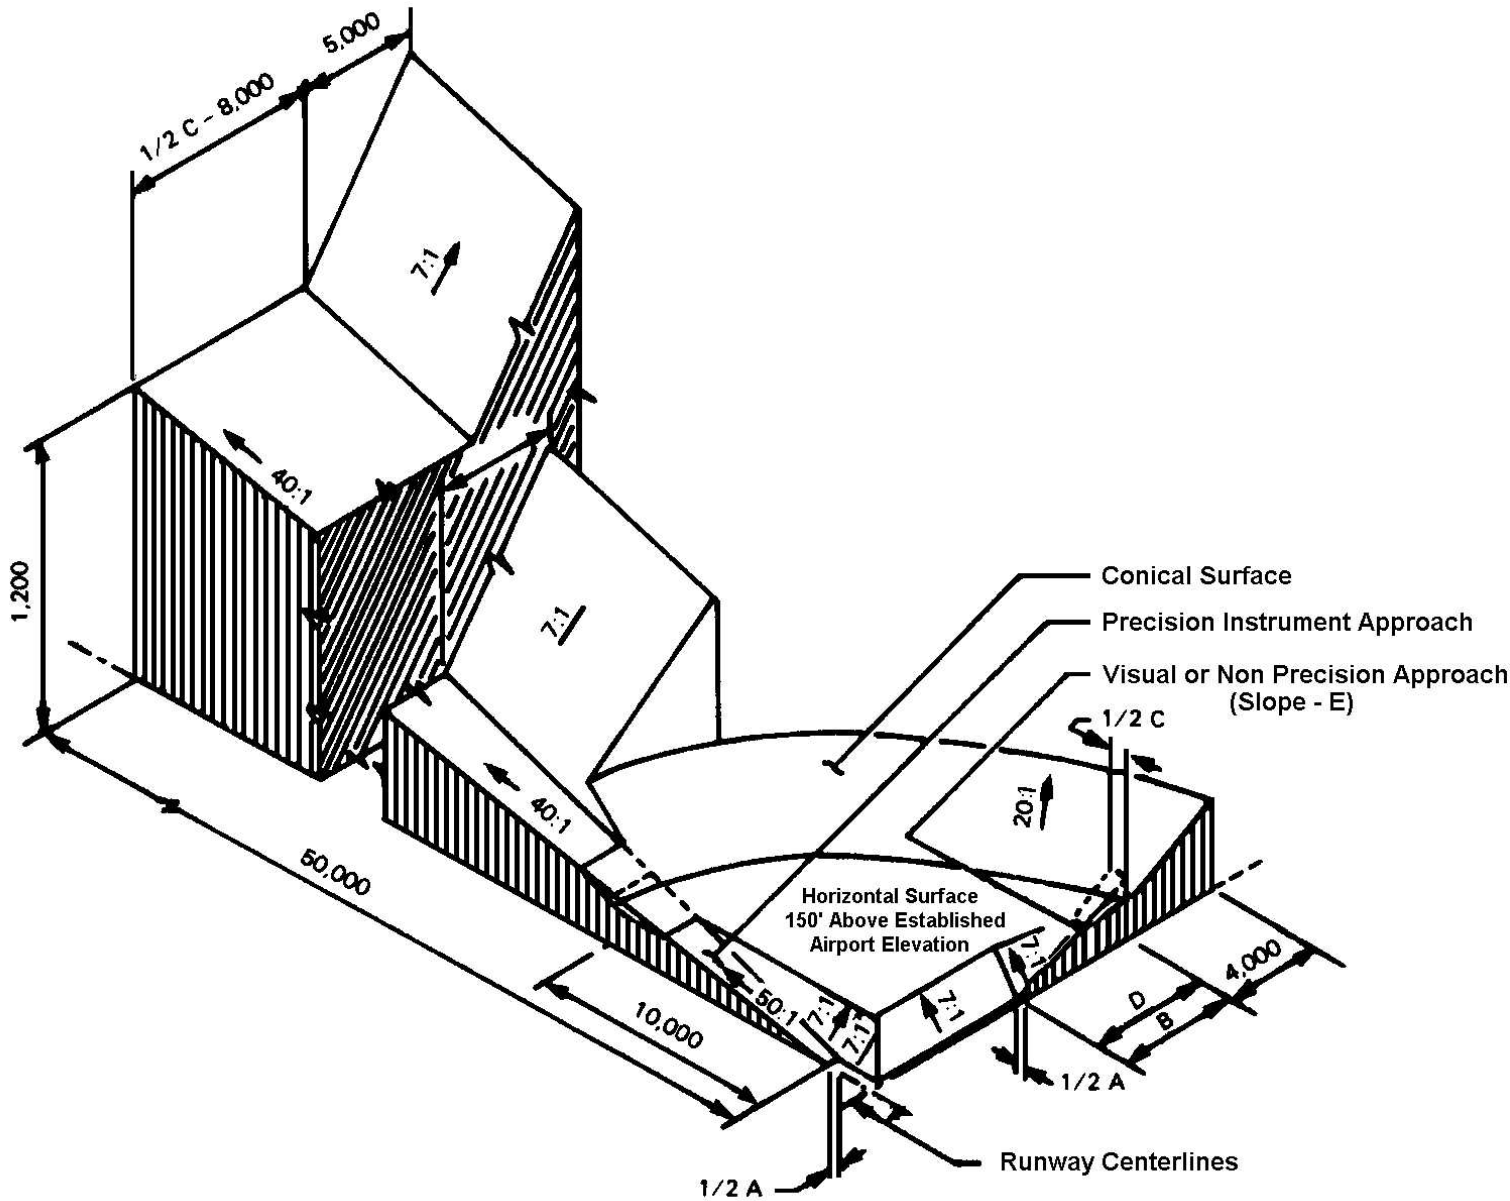 5,000
1/2 C - 8,000
7:1
40:1
1,200
7:1
Conical Surface
Precision Instrument Approach
Visual or Non Precision Approach
(Slope - E)
1/2 C
40:1
20:1
50,000
Horizontal Surface
150' Above Established
Airport Elevation
7:1
4,000
50:1
7:1
7:1
7:1
D
B
10,000
1/2 A
Runway Centerlines
1/2 A